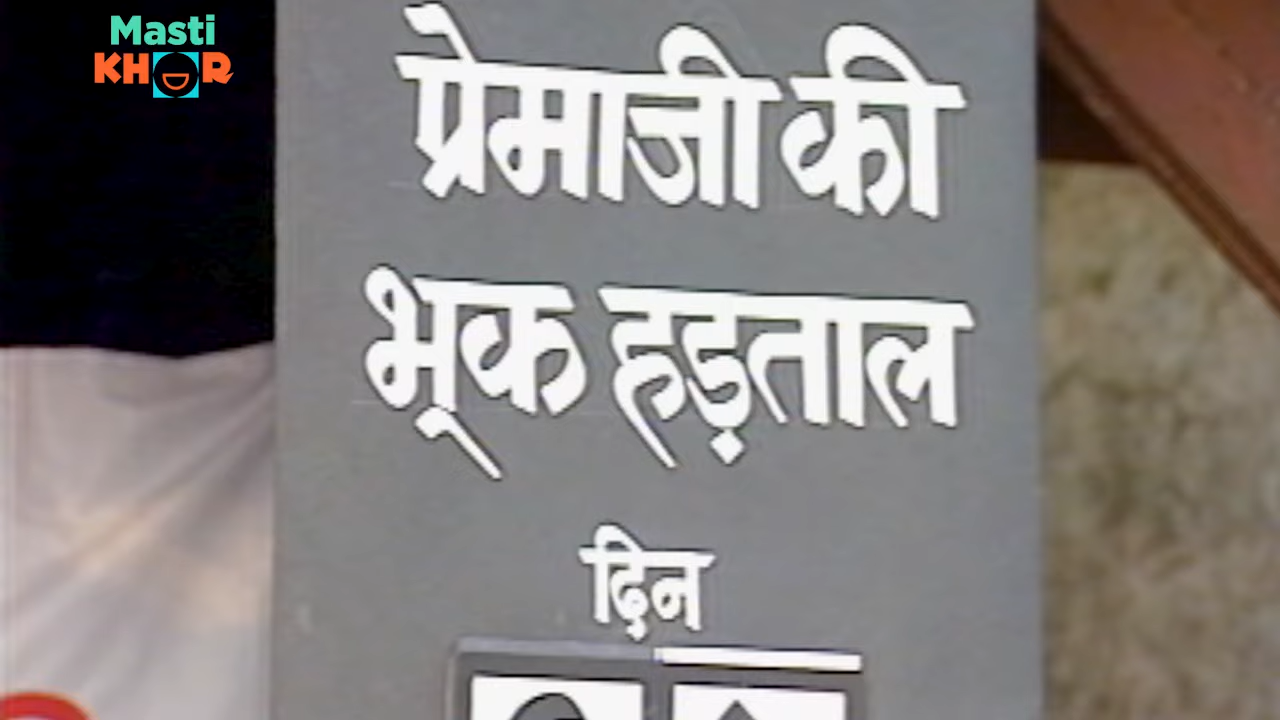 Masti
KHOR
प्रेमाजी की
भूक हड़ताल
दिन